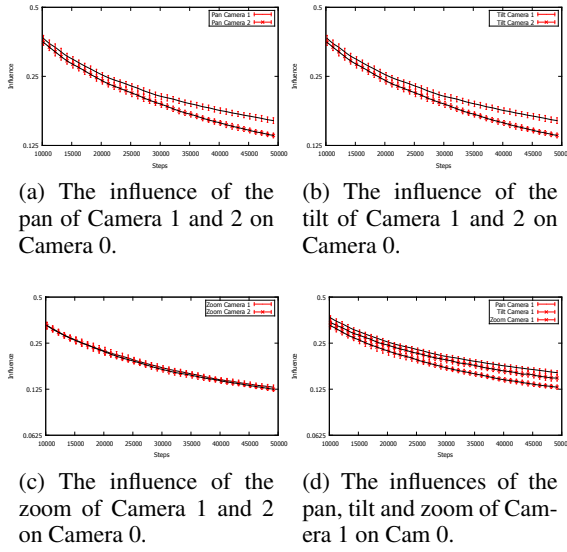 0.5
0.25
0.125
Influence
10000 15000 20000 25000 30000 35000 40000 45000 50000
Steps
Pan Camera 1
Pan Camera 2
0.5
0.25
0.125
Influence
10000 15000 20000 25000 30000 35000 40000 45000 50000
Steps
Tilt Camera 1
Tilt Camera 2
(a) The influence of the
pan of Camera 1 and 2 on
Camera 0.
(b) The influence of the
tilt of Camera 1 and 2 on
Camera 0.
0.5
0.25
0.125
0.0625
Influence
10000 15000 20000 25000 30000 35000 40000 45000 50000
Steps
Zoom Camera 1
Zoom Camera 2
0.5
0.25
0.125
0.0625
Influence
10000 15000 20000 25000 30000 35000 40000 45000 50000
Steps
Pan Camera 1
Tilt Camera 1
Zoom Camera 1
(c) The influence of the
zoom of Camera 1 and 2
on Camera 0.
(d) The influences of the
pan, tilt and zoom of Cam-
era 1 on Cam 0.